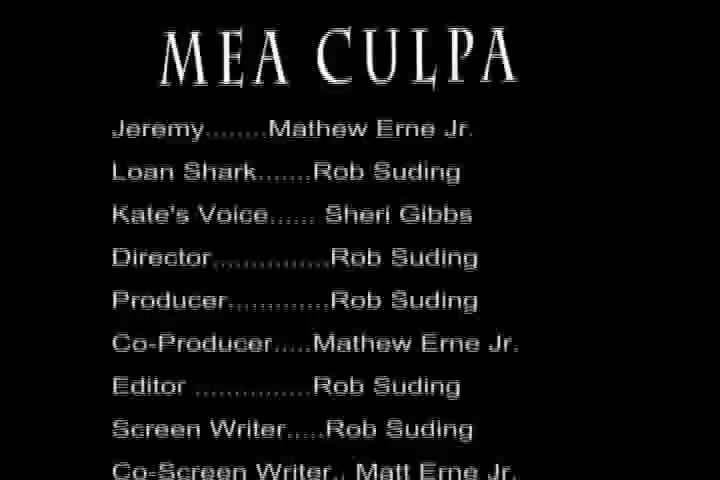 MEA CULPA
Jeremy........Mathew Erne Jr.
Loan Shark.......Rob Suding
Kate's Voice...... Sheri Gibbs
Director...............Rob Suding
Producer.............Rob Suding
Co-Producer.....Mathew Erne Jr.
Editor ...............Rob Suding
Screen Writer.....Rob Suding
Co-Screen Writer.. Matt Erne Jr.